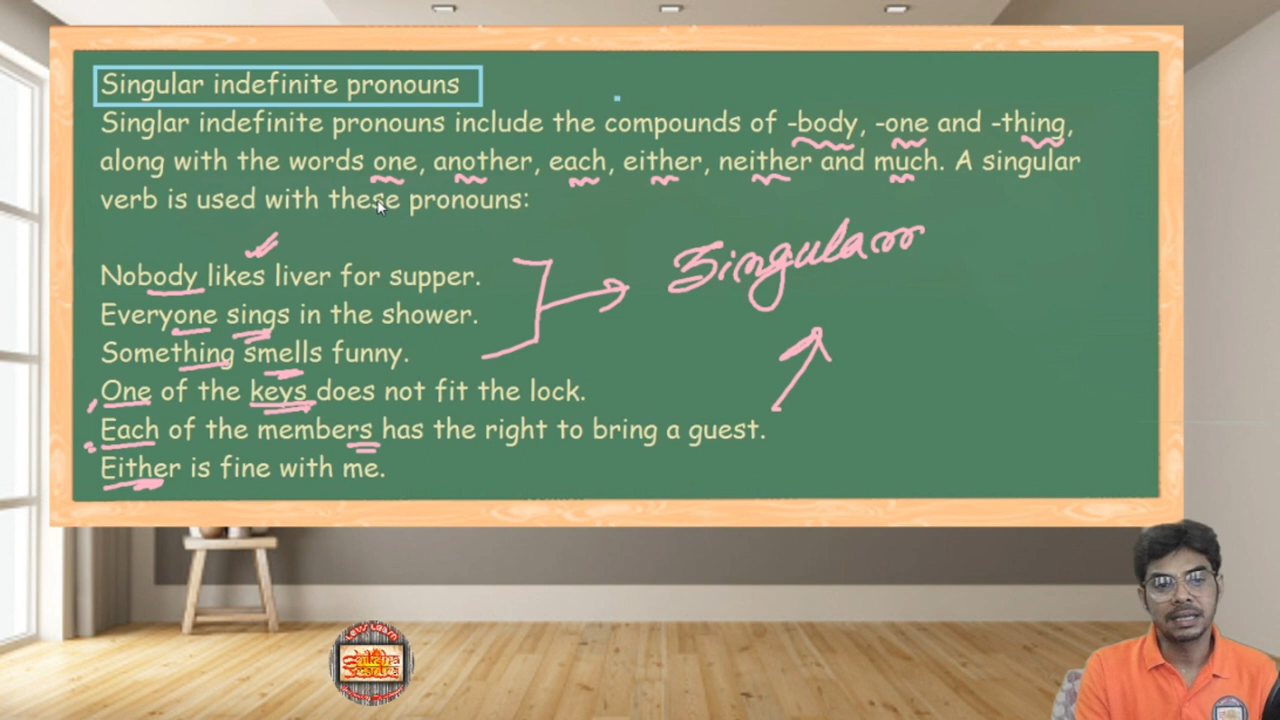 Singular indefinite pronouns
Singlar indefinite pronouns include the compounds of -body, -one and -thing,
along with the words one, another, each, either, neither and much. A singular
verb is used with these pronouns:
Nobody likes liver for supper.
Everyone sings in the shower.
Something smells funny.
One of the keys does not fit the lock.
Each of the members has the right to bring a guest.
Either is fine with me.
Singular
Let's Learn